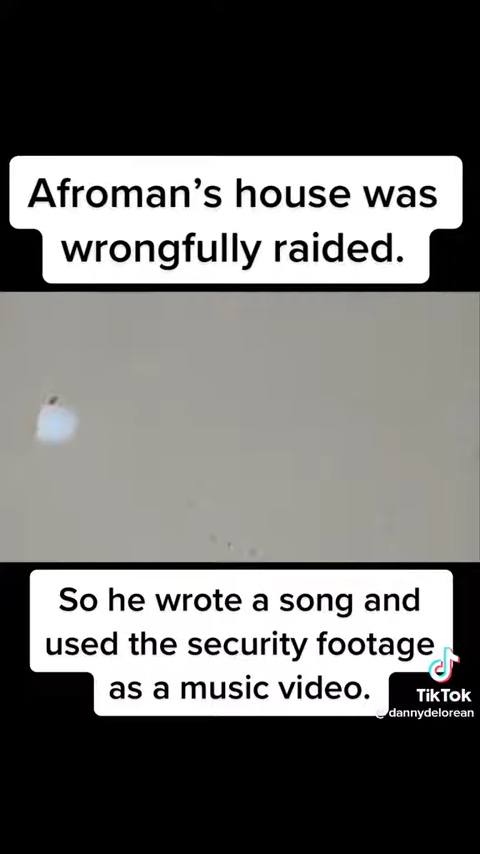 Afroman’s house was
wrongfully raided.
So he wrote a song and
used the security footage
as a music video.
TikTok
@dannydelorean